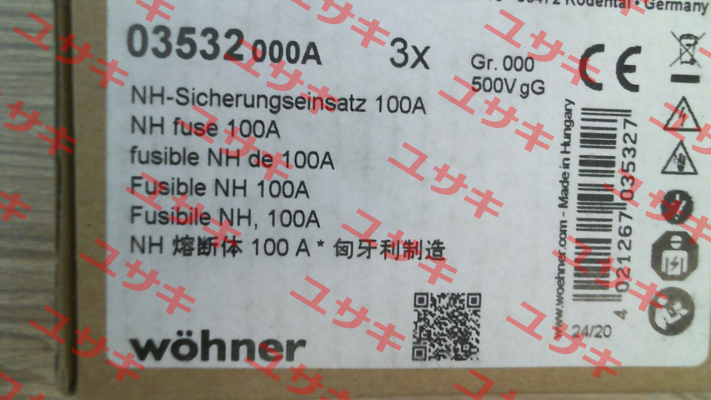 Rödental • Germany
03532 000A 3x
Gr. 000
500V gG
NH-Sicherungseinsatz 100A
NH fuse 100A
fusible NH de 100A
Fusible NH 100A
Fusibile NH, 100A
NH 熔断体 100 A * 匈牙利制造
wöhner
CE
www.woehner.com – Made in Hungary
4 021267 035327
24/20
ユサキ